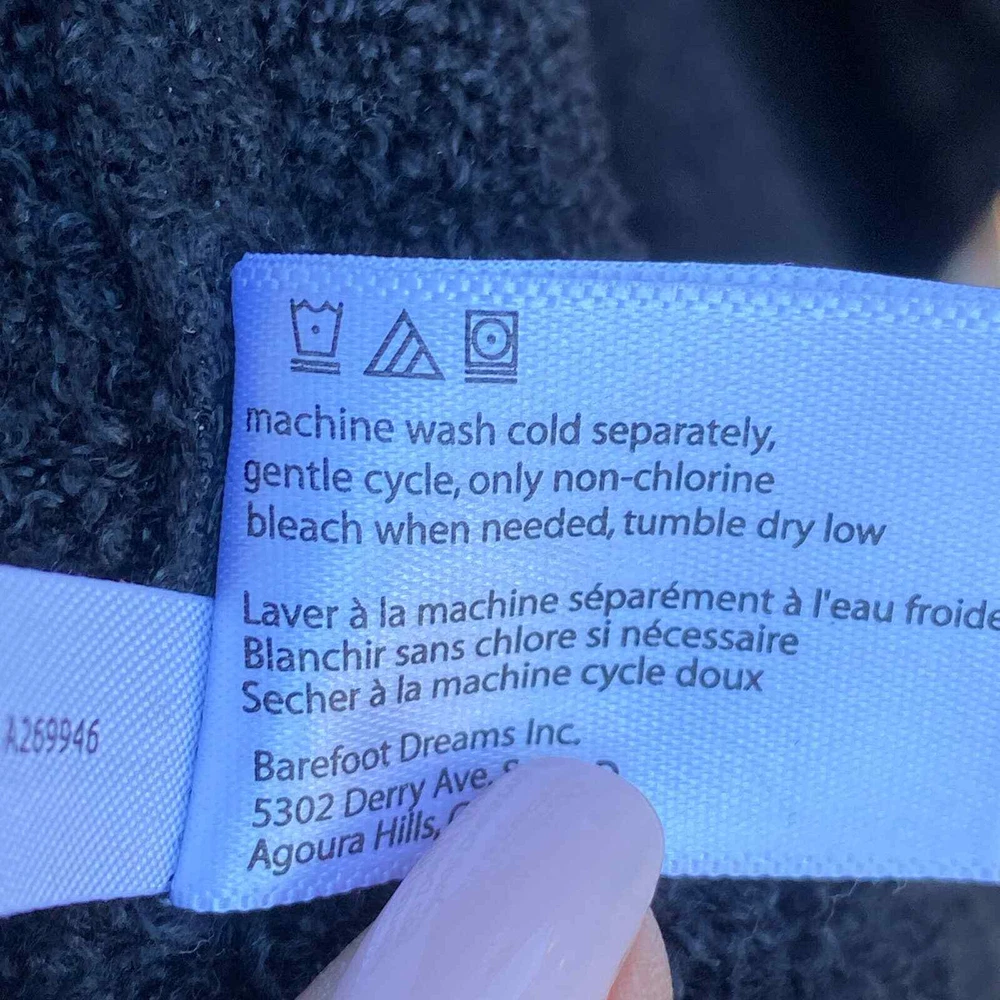 machine wash cold separately,
gentle cycle, only non-chlorine
bleach when needed, tumble dry low
Laver à la machine séparément à l'eau froide
Blanchir sans chlore si nécessaire
Secher à la machine cycle doux
Barefoot Dreams Inc.
5302 Derry Ave.
Agoura Hills,
A269946